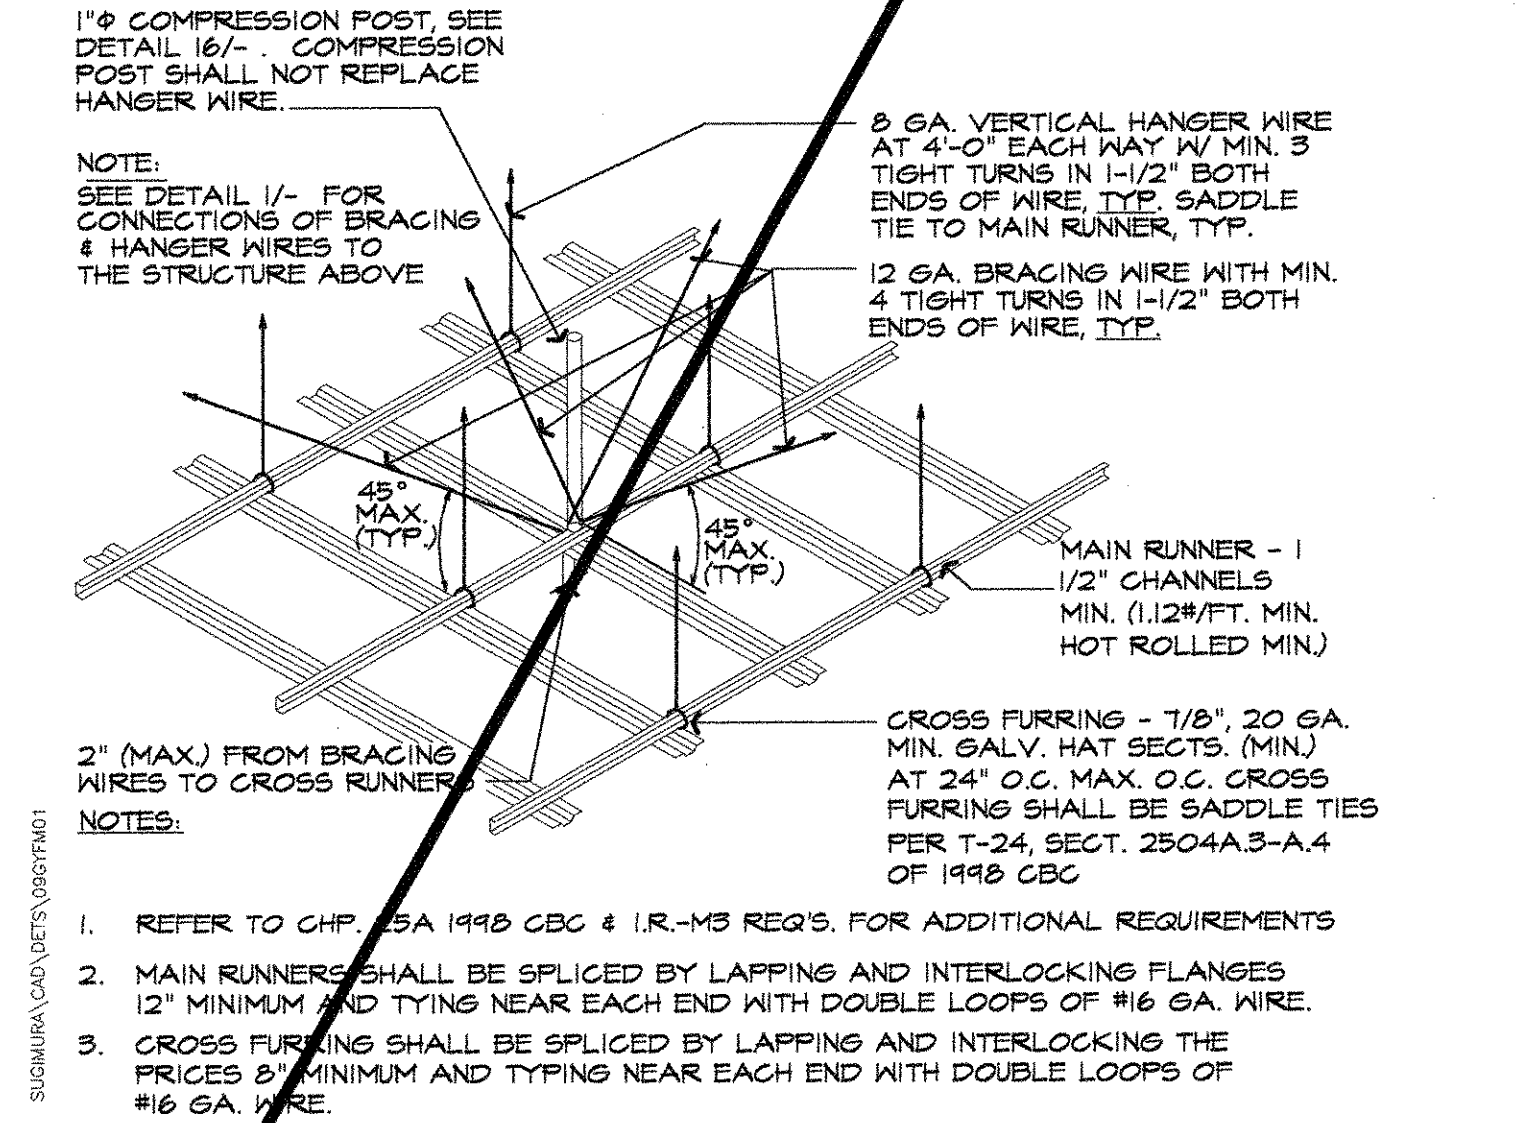 1"Φ COMPRESSION POST, SEE
DETAIL 16/- . COMPRESSION
POST SHALL NOT REPLACE
HANGER WIRE.
NOTE:
SEE DETAIL 1/- FOR
CONNECTIONS OF BRACING
& HANGER WIRES TO
THE STRUCTURE ABOVE
8 GA. VERTICAL HANGER WIRE
AT 4'-0" EACH WAY W/ MIN. 3
TIGHT TURNS IN 1-1/2" BOTH
ENDS OF WIRE, TYP. SADDLE
TIE TO MAIN RUNNER, TYP.
12 GA. BRACING WIRE WITH MIN.
4 TIGHT TURNS IN 1-1/2" BOTH
ENDS OF WIRE, TYP.
45°
MAX.
(TYP.)
45°
MAX.
(TYP.)
MAIN RUNNER - 1
1/2" CHANNELS
MIN. (1.12#/FT. MIN.
HOT ROLLED MIN.)
CROSS FURRING - 7/8", 20 GA.
MIN. GALV. HAT SECTS. (MIN.)
AT 24" O.C. MAX. O.C. CROSS
FURRING SHALL BE SADDLE TIES
PER T-24, SECT. 2504A.3-A.4
OF 1998 CBC
2" (MAX.) FROM BRACING
WIRES TO CROSS RUNNERS
NOTES:
1. REFER TO CHP. 25A 1998 CBC & I.R.-M3 REQ'S. FOR ADDITIONAL REQUIREMENTS
2. MAIN RUNNERS SHALL BE SPLICED BY LAPPING AND INTERLOCKING FLANGES
12" MINIMUM AND TYING NEAR EACH END WITH DOUBLE LOOPS OF #16 GA. WIRE.
3. CROSS FURRING SHALL BE SPLICED BY LAPPING AND INTERLOCKING THE
PRICES 8" MINIMUM AND TYPING NEAR EACH END WITH DOUBLE LOOPS OF
#16 GA. WIRE.
SUGIMURA\CAD\DETS\09GYFM01